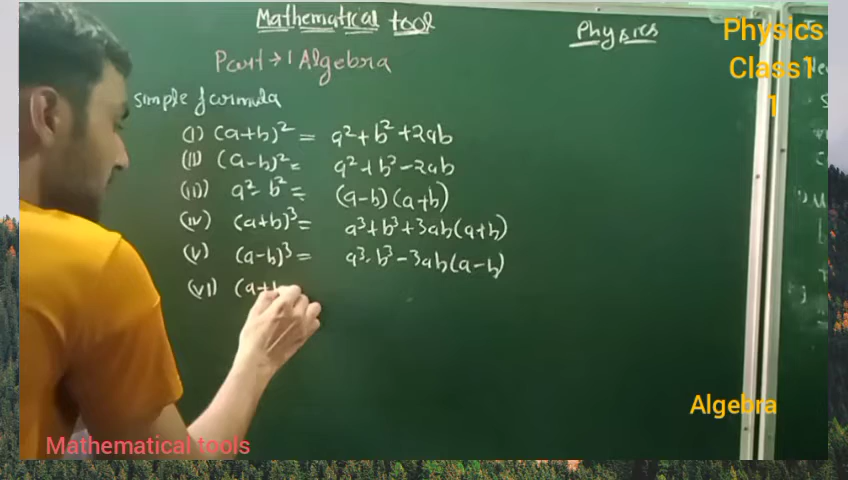 Mathematical tool
Physics
Part → 1 Algebra
Simple formula
(I) (a+b)² = a²+b²+2ab
(II) (a-b)² = a²+b²-2ab
(III) a²-b² = (a-b)(a+b)
(IV) (a+b)³ = a³+b³+3ab(a+b)
(V) (a-b)³ = a³-b³-3ab(a-b)
(VI) (a+b
Physics
Class1
1
Algebra
Mathematical tools